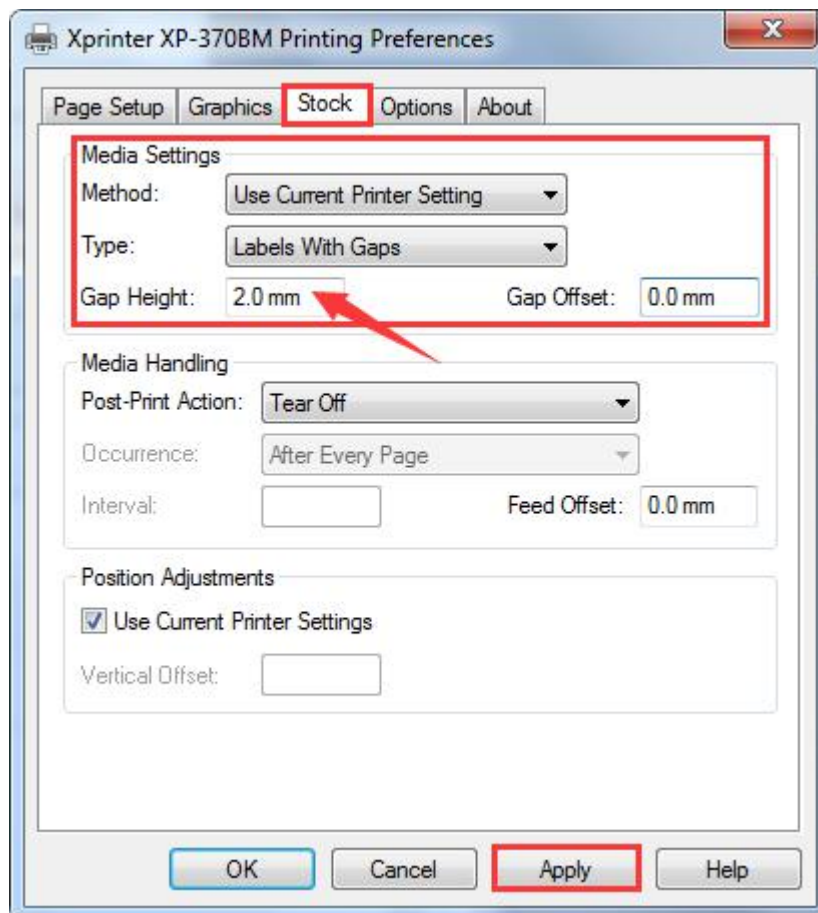 Xprinter XP-370BM Printing Preferences
Page Setup Graphics Stock Options About
Media Settings
Method: Use Current Printer Setting
Type: Labels With Gaps
Gap Height: 2.0 mm Gap Offset: 0.0 mm
Media Handling
Post-Print Action: Tear Off
Occurrence: After Every Page
Interval: Feed Offset: 0.0 mm
Position Adjustments
Use Current Printer Settings
Vertical Offset:
OK Cancel Apply Help